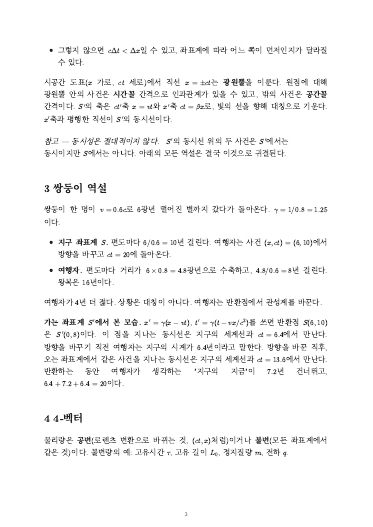 • 그렇지 않으면 cΔt < Δx일 수 있고, 좌표계에 따라 어느 쪽이 먼저인지가 달라질
수 있다.
시공간 도표(x 가로, ct 세로)에서 직선 x = ±ct는 광원뿔을 이룬다. 원점에 대해
광원뿔 안의 사건은 시간꼴 간격으로 인과관계가 있을 수 있고, 밖의 사건은 공간꼴
간격이다. S′의 축은 ct′축 x = vt와 x′축 ct = βx로, 빛의 선을 향해 대칭으로 기운다.
x′축과 평행한 직선이 S′의 동시선이다.
참고 — 동시성은 절대적이지 않다. S′의 동시선 위의 두 사건은 S′에서는
동시이지만 S에서는 아니다. 아래의 모든 역설은 결국 이것으로 귀결된다.
3 쌍둥이 역설
쌍둥이 한 명이 v = 0.6c로 6광년 떨어진 별까지 갔다가 돌아온다. γ = 1/0.8 = 1.25
이다.
• 지구 좌표계 S. 편도마다 6/0.6 = 10년 걸린다. 여행자는 사건 (x, ct) = (6, 10)에서
방향을 바꾸고 ct = 20에 돌아온다.
• 여행자. 편도마다 거리가 6 × 0.8 = 4.8광년으로 수축하고, 4.8/0.6 = 8년 걸린다.
왕복은 16년이다.
여행자가 4년 더 젊다. 상황은 대칭이 아니다. 여행자는 반환점에서 관성계를 바꾼다.
가는 좌표계 S′에서 본 모습. x′ = γ(x − vt), t′ = γ(t − vx/c²)를 쓰면 반환점 S(6, 10)
은 S′(0, 8)이다. 이 점을 지나는 동시선은 지구의 세계선과 ct = 6.4에서 만난다.
방향을 바꾸기 직전 여행자는 지구의 시계가 6.4년이라고 말한다. 방향을 바꾼 직후,
오는 좌표계에서 같은 사건을 지나는 동시선은 지구의 세계선과 ct = 13.6에서 만난다.
반환하는 동안 여행자가 생각하는 ‘지구의 지금’이 7.2년 건너뛰고,
6.4 + 7.2 + 6.4 = 20이다.
4 4-벡터
물리량은 공변(로렌츠 변환으로 바뀌는 것, (ct, x)처럼)이거나 불변(모든 좌표계에서
같은 것)이다. 불변량의 예: 고유시간 τ, 고유 길이 L₀, 정지질량 m, 전하 q.
3